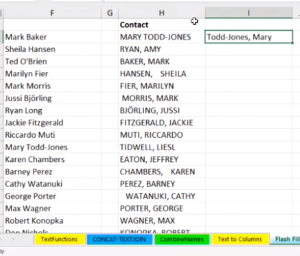 F G H I
Contact
Mark Baker MARY TODD-JONES Todd-Jones, Mary
Sheila Hansen RYAN, AMY
Ted O'Brien BAKER, MARK
Marilyn Fier HANSEN, SHEILA
Mark Morris FIER, MARILYN
Jussi Björling MORRIS, MARK
Ryan Lyon BJÖRLING, JUSSI
Jackie Fitzgerald FITZGERALD, JACKIE
Riccardo Muti MUTI, RICCARDO
Mary Todd-Jones TIDWELL, LIESL
Karen Chambers EATON, JEFFREY
Barney Perez CHAMBERS, KAREN
Cathy Watanuki PEREZ, BARNEY
George Porter WATANUKI, CATHY
Max Wagner PORTER, GEORGE
Robert Konopka WAGNER, MAX
KONOPKA, ROBERT
TextFunctions CONCAT-TEXTJOIN CombineNames Text to Columns Flash Fill